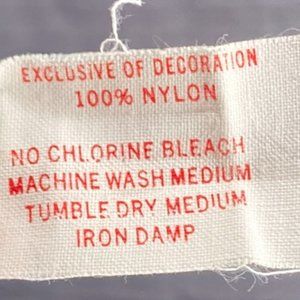 EXCLUSIVE OF DECORATION
100% NYLON
NO CHLORINE BLEACH
MACHINE WASH MEDIUM
TUMBLE DRY MEDIUM
IRON DAMP